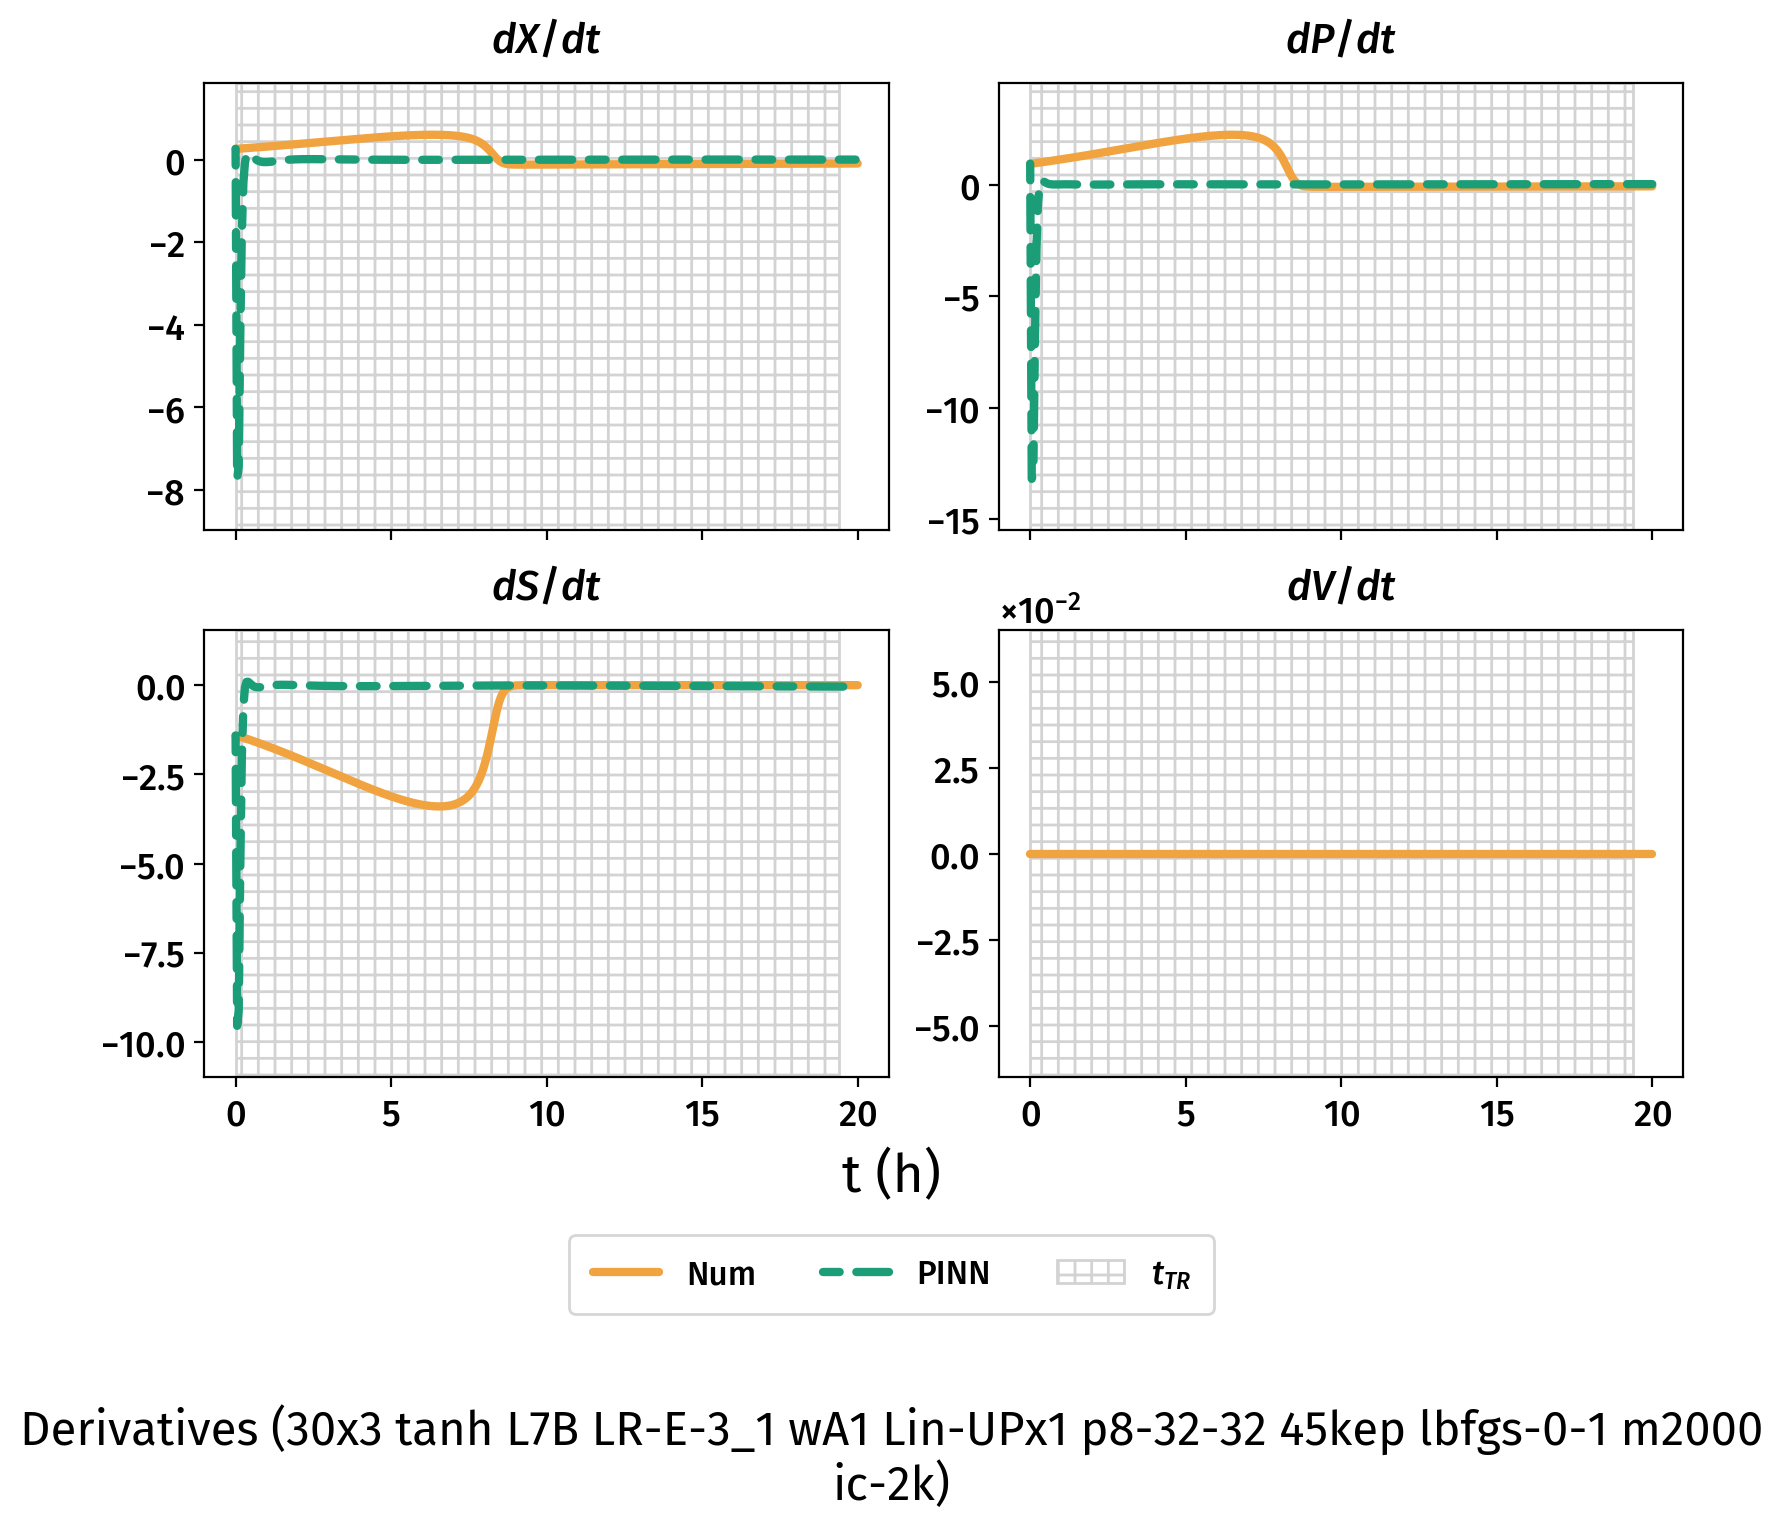 dX/dt
dP/dt
0
−2
−4
−6
−8
0
−5
−10
−15
dS/dt
dV/dt
×10⁻²
0.0
−2.5
−5.0
−7.5
−10.0
5.0
2.5
0.0
−2.5
−5.0
0 5 10 15 20
0 5 10 15 20
t (h)
Num PINN t_TR
Derivatives (30x3 tanh L7B LR-E-3_1 wA1 Lin-UPx1 p8-32-32 45kep lbfgs-0-1 m2000
ic-2k)